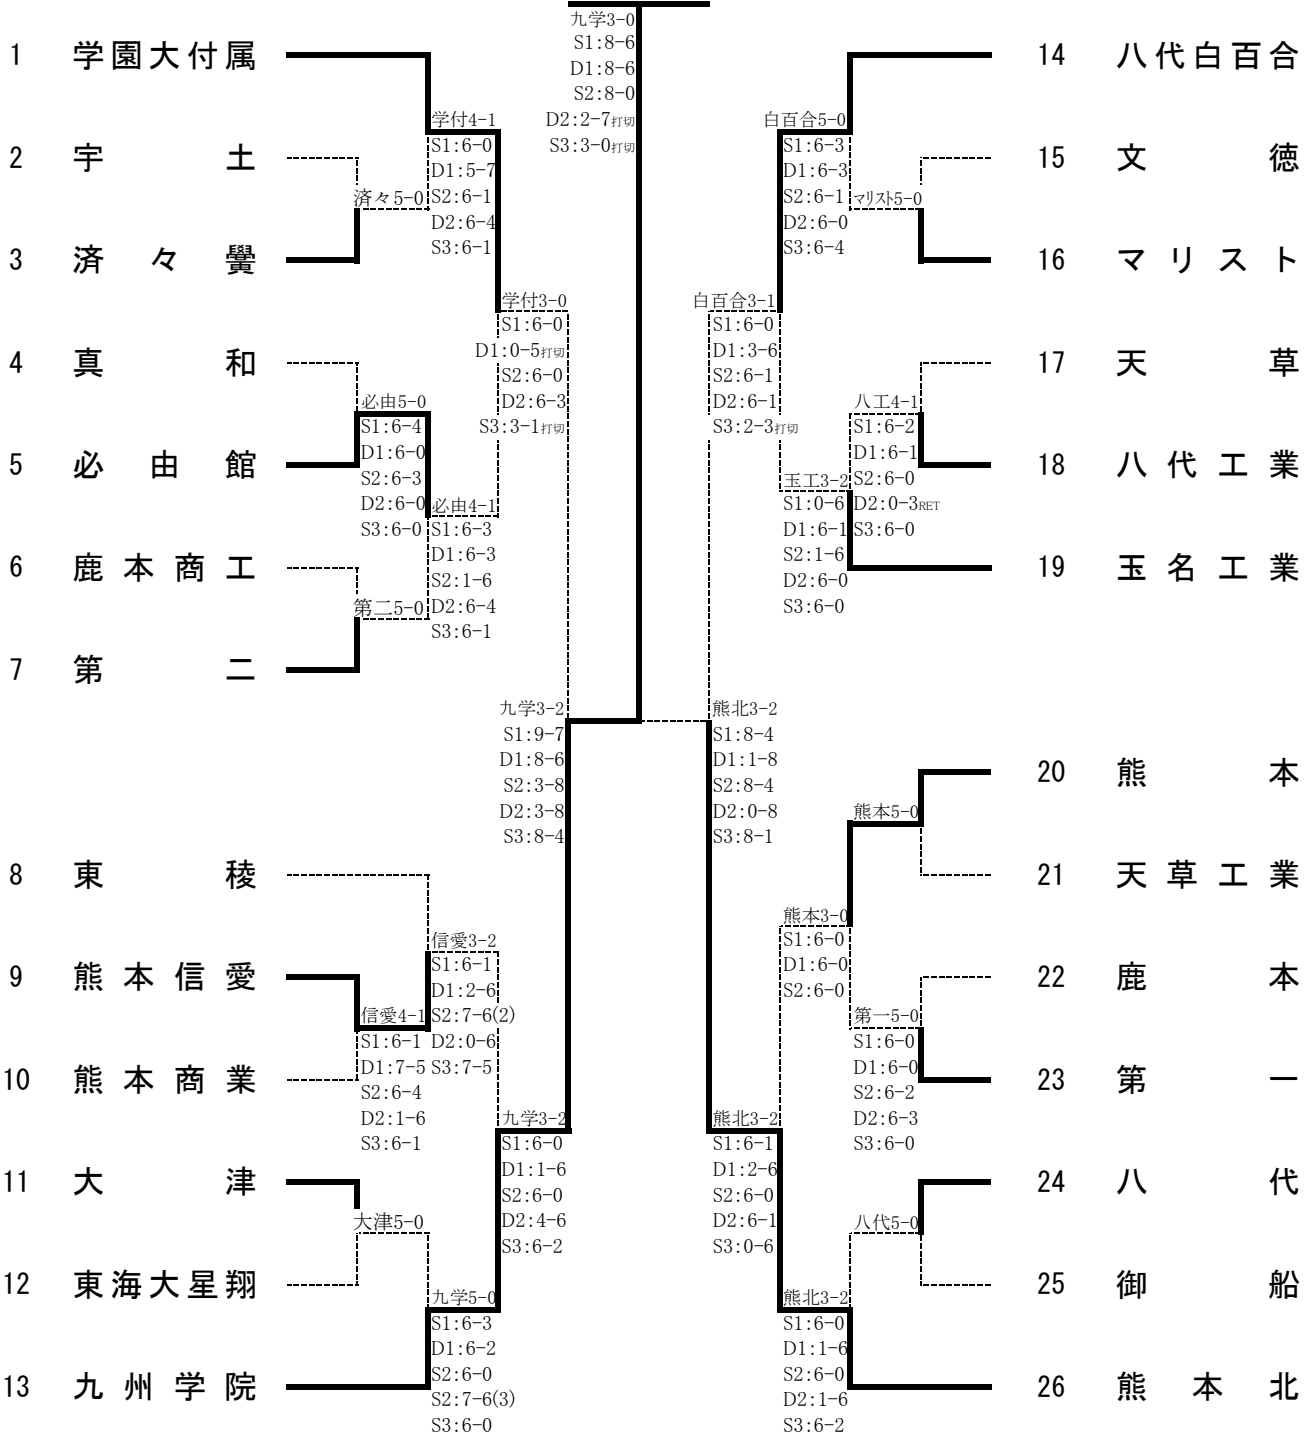 九学3-0
S1:8-6
D1:8-6
S2:8-0
D2:2-7打切
S3:3-0打切
1 学園大付属
学付4-1
S1:6-0
D1:5-7
S2:6-1
D2:6-4
S3:6-1
2 宇土
済々5-0
3 済々黌
学付3-0
S1:6-0
D1:0-5打切
S2:6-0
D2:6-3
S3:3-1打切
4 真和
必由5-0
S1:6-4
D1:6-0
S2:6-3
D2:6-0
S3:6-0
5 必由館
必由4-1
S1:6-3
D1:6-3
S2:1-6
D2:6-4
S3:6-1
6 鹿本商工
第二5-0
7 第二
九学3-2
S1:9-7
D1:8-6
S2:3-8
D2:3-8
S3:8-4
8 東稜
信愛3-2
S1:6-1
D1:2-6
S2:7-6(2)
D2:0-6
S3:7-5
9 熊本信愛
信愛4-1
S1:6-1
D1:7-5
S2:6-4
D2:1-6
S3:6-1
10 熊本商業
九学3-2
S1:6-0
D1:1-6
S2:6-0
D2:4-6
S3:6-2
11 大津
大津5-0
12 東海大星翔
九学5-0
S1:6-3
D1:6-2
S2:6-0
S2:7-6(3)
S3:6-0
13 九州学院
14 八代白百合
白百合5-0
S1:6-3
D1:6-3
S2:6-1
D2:6-0
S3:6-4
15 文徳
マリスト5-0
16 マリスト
白百合3-1
S1:6-0
D1:3-6
S2:6-1
D2:6-1
S3:2-3打切
17 天草
八工4-1
S1:6-2
D1:6-1
S2:6-0
D2:0-3RET
S3:6-0
18 八代工業
玉工3-2
S1:0-6
D1:6-1
S2:1-6
D2:6-0
S3:6-0
19 玉名工業
熊北3-2
S1:8-4
D1:1-8
S2:8-4
D2:0-8
S3:8-1
20 熊本
熊本5-0
21 天草工業
熊本3-0
S1:6-0
D1:6-0
S2:6-0
22 鹿本
第一5-0
S1:6-0
D1:6-0
S2:6-2
D2:6-3
S3:6-0
23 第一
熊北3-2
S1:6-1
D1:2-6
S2:6-0
D2:6-1
S3:0-6
24 八代
八代5-0
25 御船
熊北3-2
S1:6-0
D1:1-6
S2:6-0
D2:1-6
S3:6-2
26 熊本北